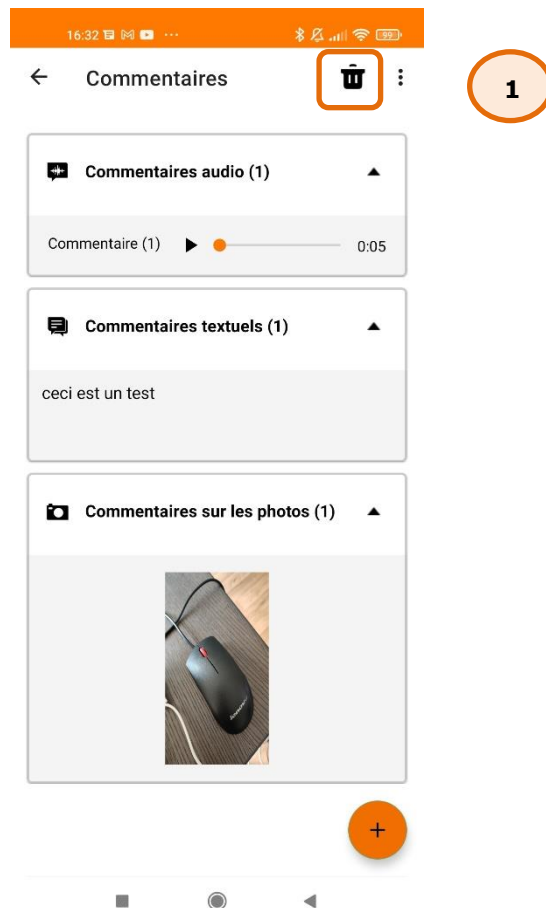 16:32
99
Commentaires
1
Commentaires audio (1)
Commentaire (1) 0:05
Commentaires textuels (1)
ceci est un test
Commentaires sur les photos (1)
+